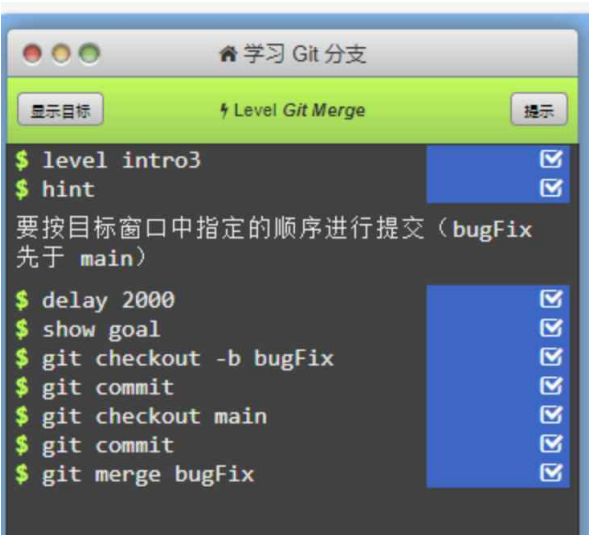 学习 Git 分支
显示目标
Level Git Merge
提示
$ level intro3
$ hint
要按目标窗口中指定的顺序进行提交（bugFix
先于 main）
$ delay 2000
$ show goal
$ git checkout -b bugFix
$ git commit
$ git checkout main
$ git commit
$ git merge bugFix